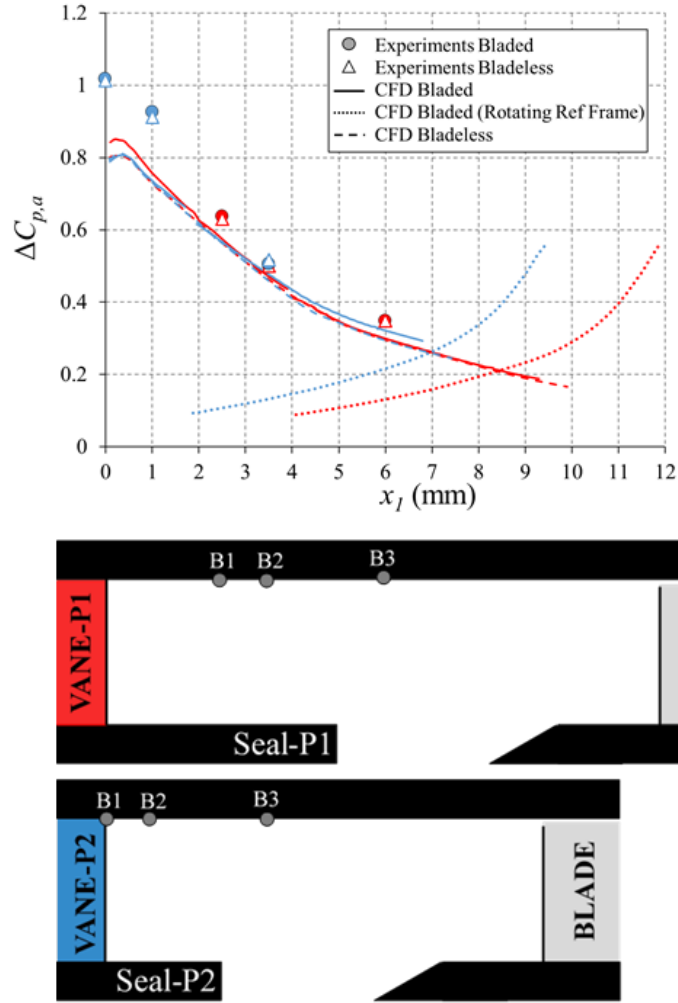 1.2
1
0.8
0.6
0.4
0.2
0
ΔCp,a
Experiments Bladed
Experiments Bladeless
CFD Bladed
CFD Bladed (Rotating Ref Frame)
CFD Bladeless
0 1 2 3 4 5 6 7 8 9 10 11 12
x1 (mm)
B1 B2 B3
VANE-P1
Seal-P1
B1 B2 B3
VANE-P2
BLADE
Seal-P2